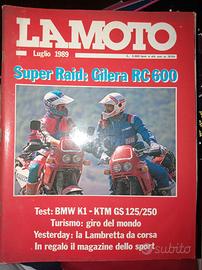 LA MOTO
Luglio 1989
Super Raid: Gilera RC 600
Test: BMW K1 - KTM GS 125/250
Turismo: giro del mondo
Yesterday: la Lambretta da corsa
In regalo il magazine dello sport
subito